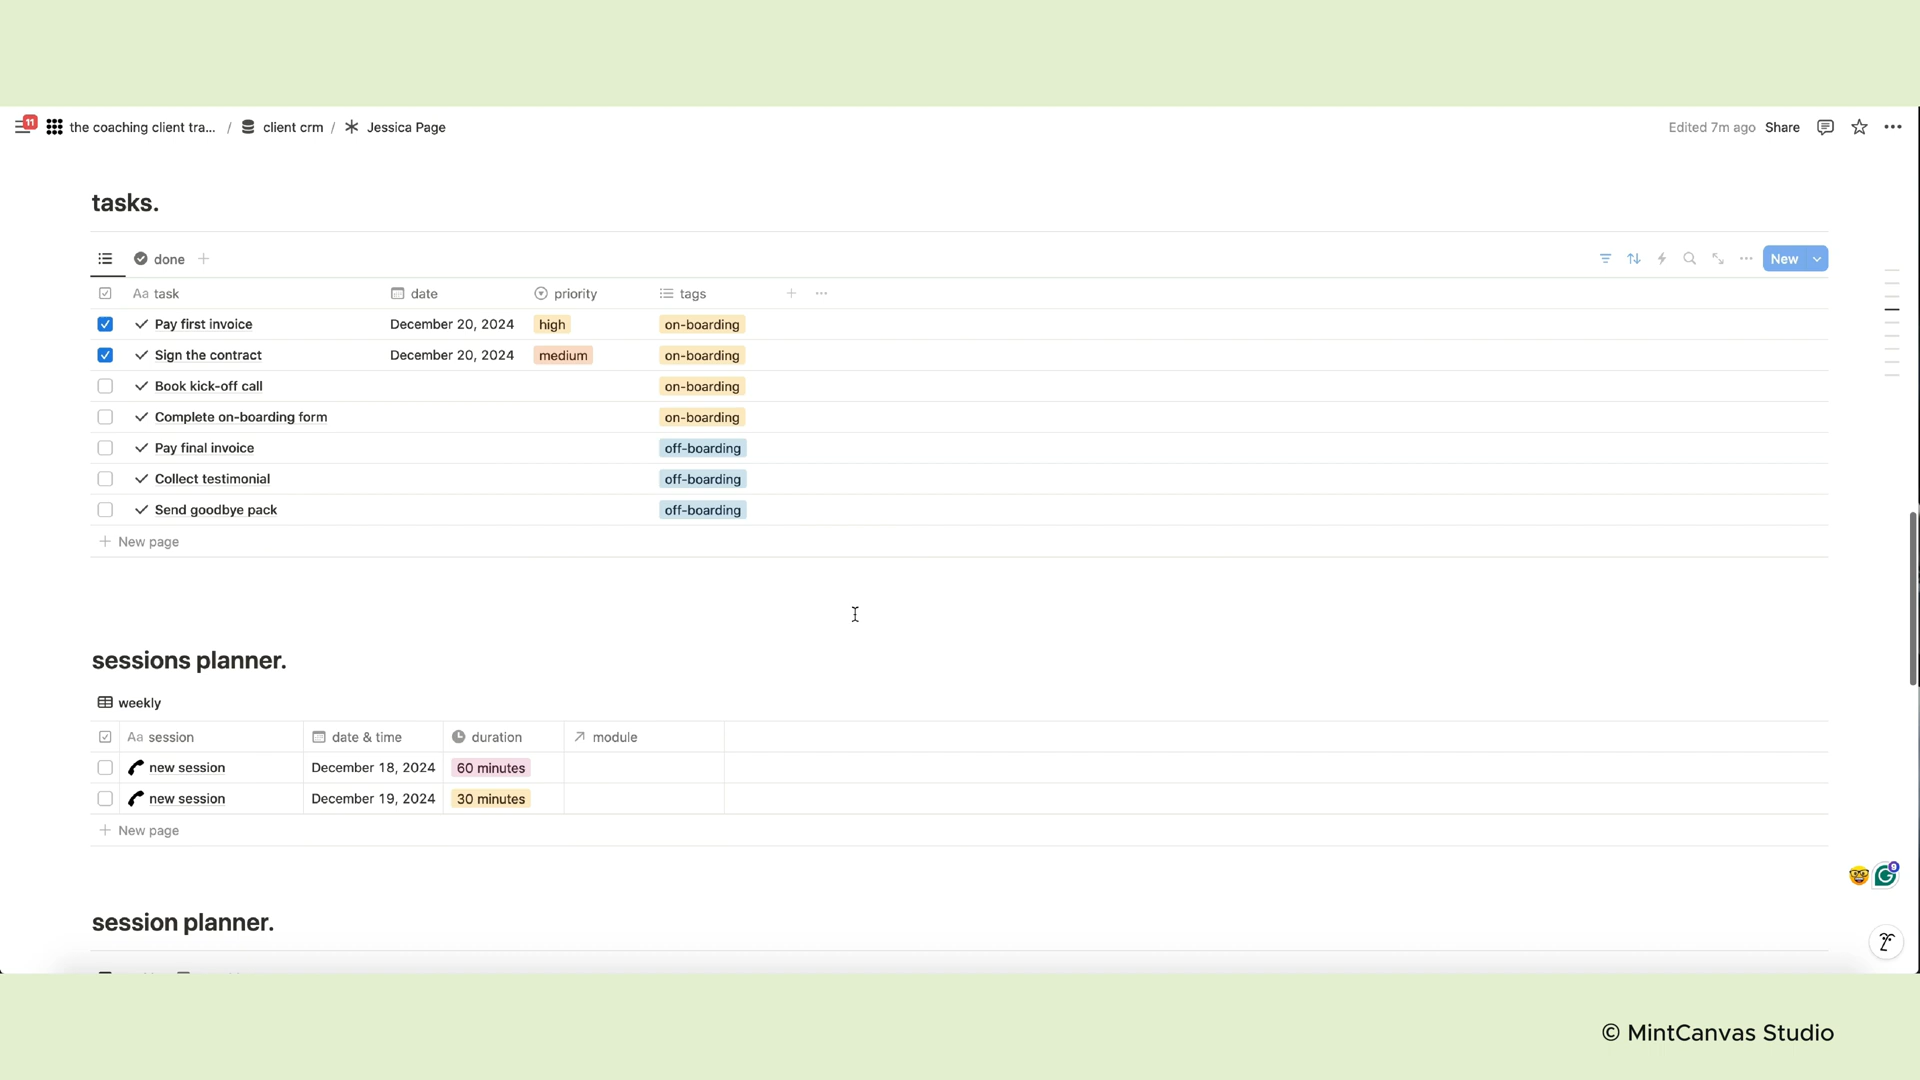 11 the coaching client tra... / client crm / Jessica Page Edited 7m ago Share
tasks.
done New
Aa task date priority tags
Pay first invoice December 20, 2024 high on-boarding
Sign the contract December 20, 2024 medium on-boarding
Book kick-off call on-boarding
Complete on-boarding form on-boarding
Pay final invoice off-boarding
Collect testimonial off-boarding
Send goodbye pack off-boarding
+ New page
sessions planner.
weekly
Aa session date & time duration module
new session December 18, 2024 60 minutes
new session December 19, 2024 30 minutes
+ New page
9
session planner.
© MintCanvas Studio